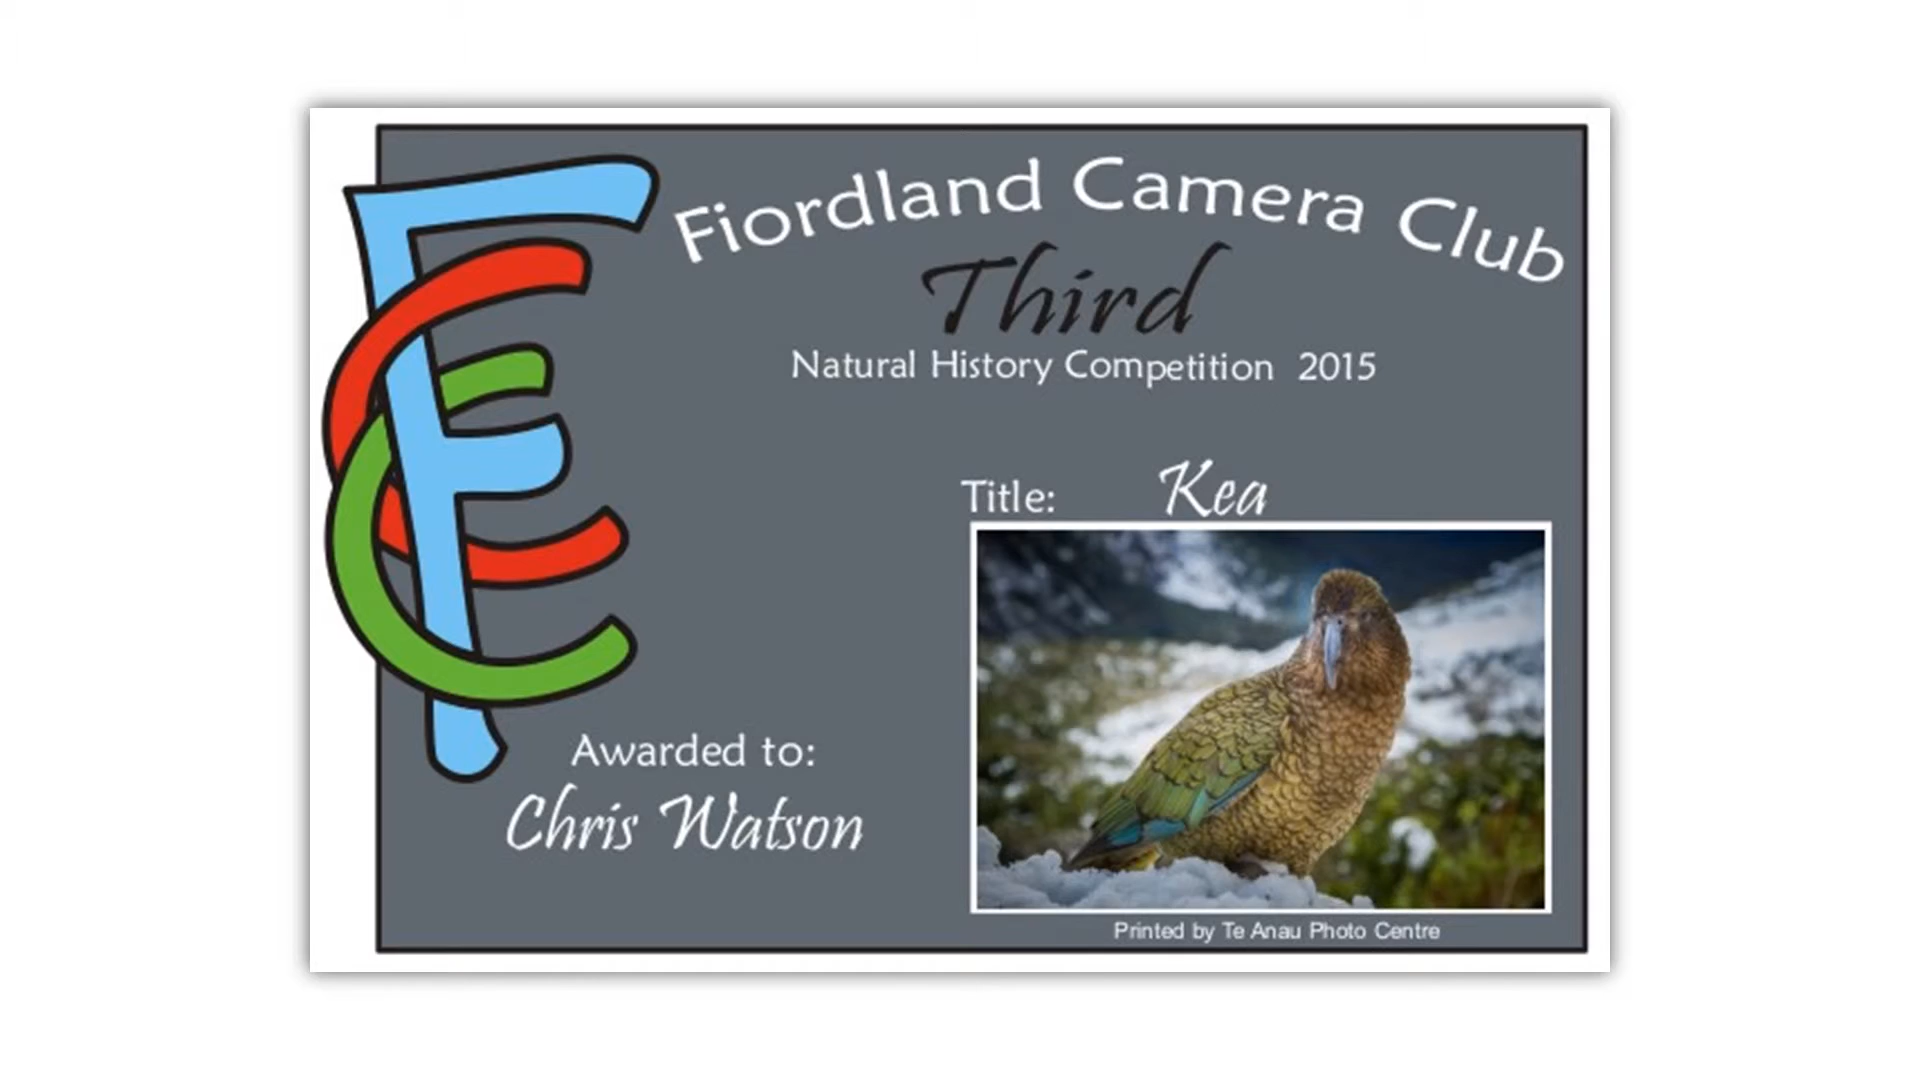 FCC
Fiordland Camera Club
Third
Natural History Competition 2015
Title: Kea
Awarded to:
Chris Watson
Printed by Te Anau Photo Centre